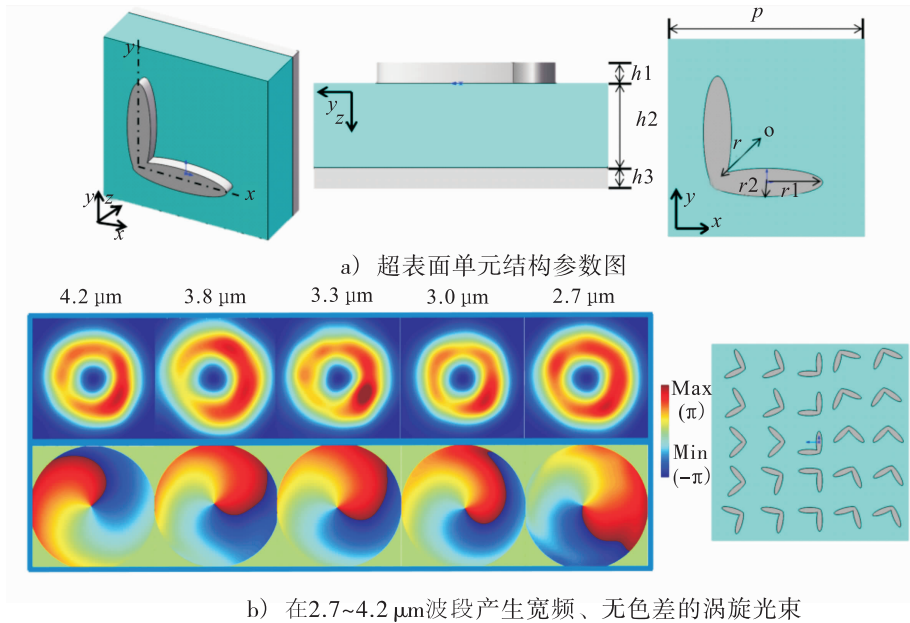 y
x
y
z
x
y
z
h1
h2
h3
p
o
r
r2
r1
y
x
a) 超表面单元结构参数图
4.2 μm 3.8 μm 3.3 μm 3.0 μm 2.7 μm
Max
(π)
Min
(−π)
b) 在2.7~4.2 μm波段产生宽频、无色差的涡旋光束